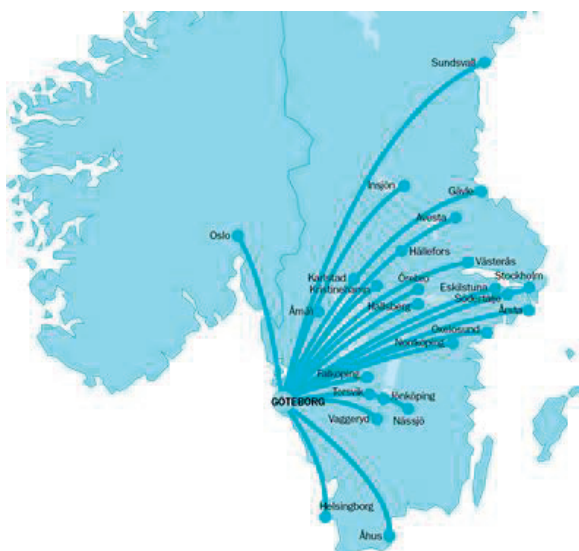 Sundsvall
Insjön
Gävle
Avesta
Oslo
Hällefors
Västerås
Karlstad
Örebro
Stockholm
Kristinehamn
Eskilstuna
Södertälje
Åmål
Hallsberg
Årsta
Oxelösund
Norrköping
Falköping
Torsvik
Jönköping
GÖTEBORG
Vaggeryd
Nässjö
Helsingborg
Åhus